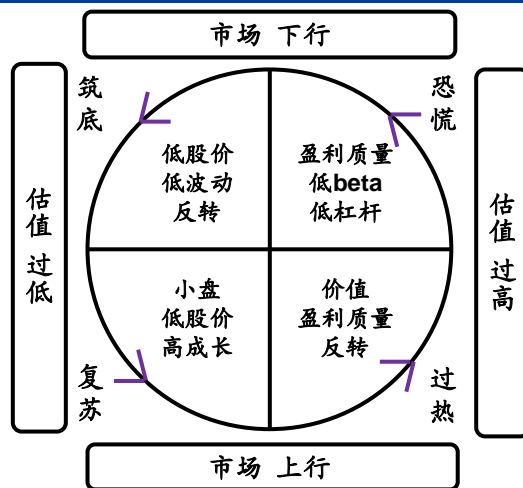 市场 下行
筑底
恐慌
低股价
低波动
反转
盈利质量
低beta
低杠杆
估值 过低
估值 过高
小盘
低股价
高成长
价值
盈利质量
反转
复苏
过热
市场 上行